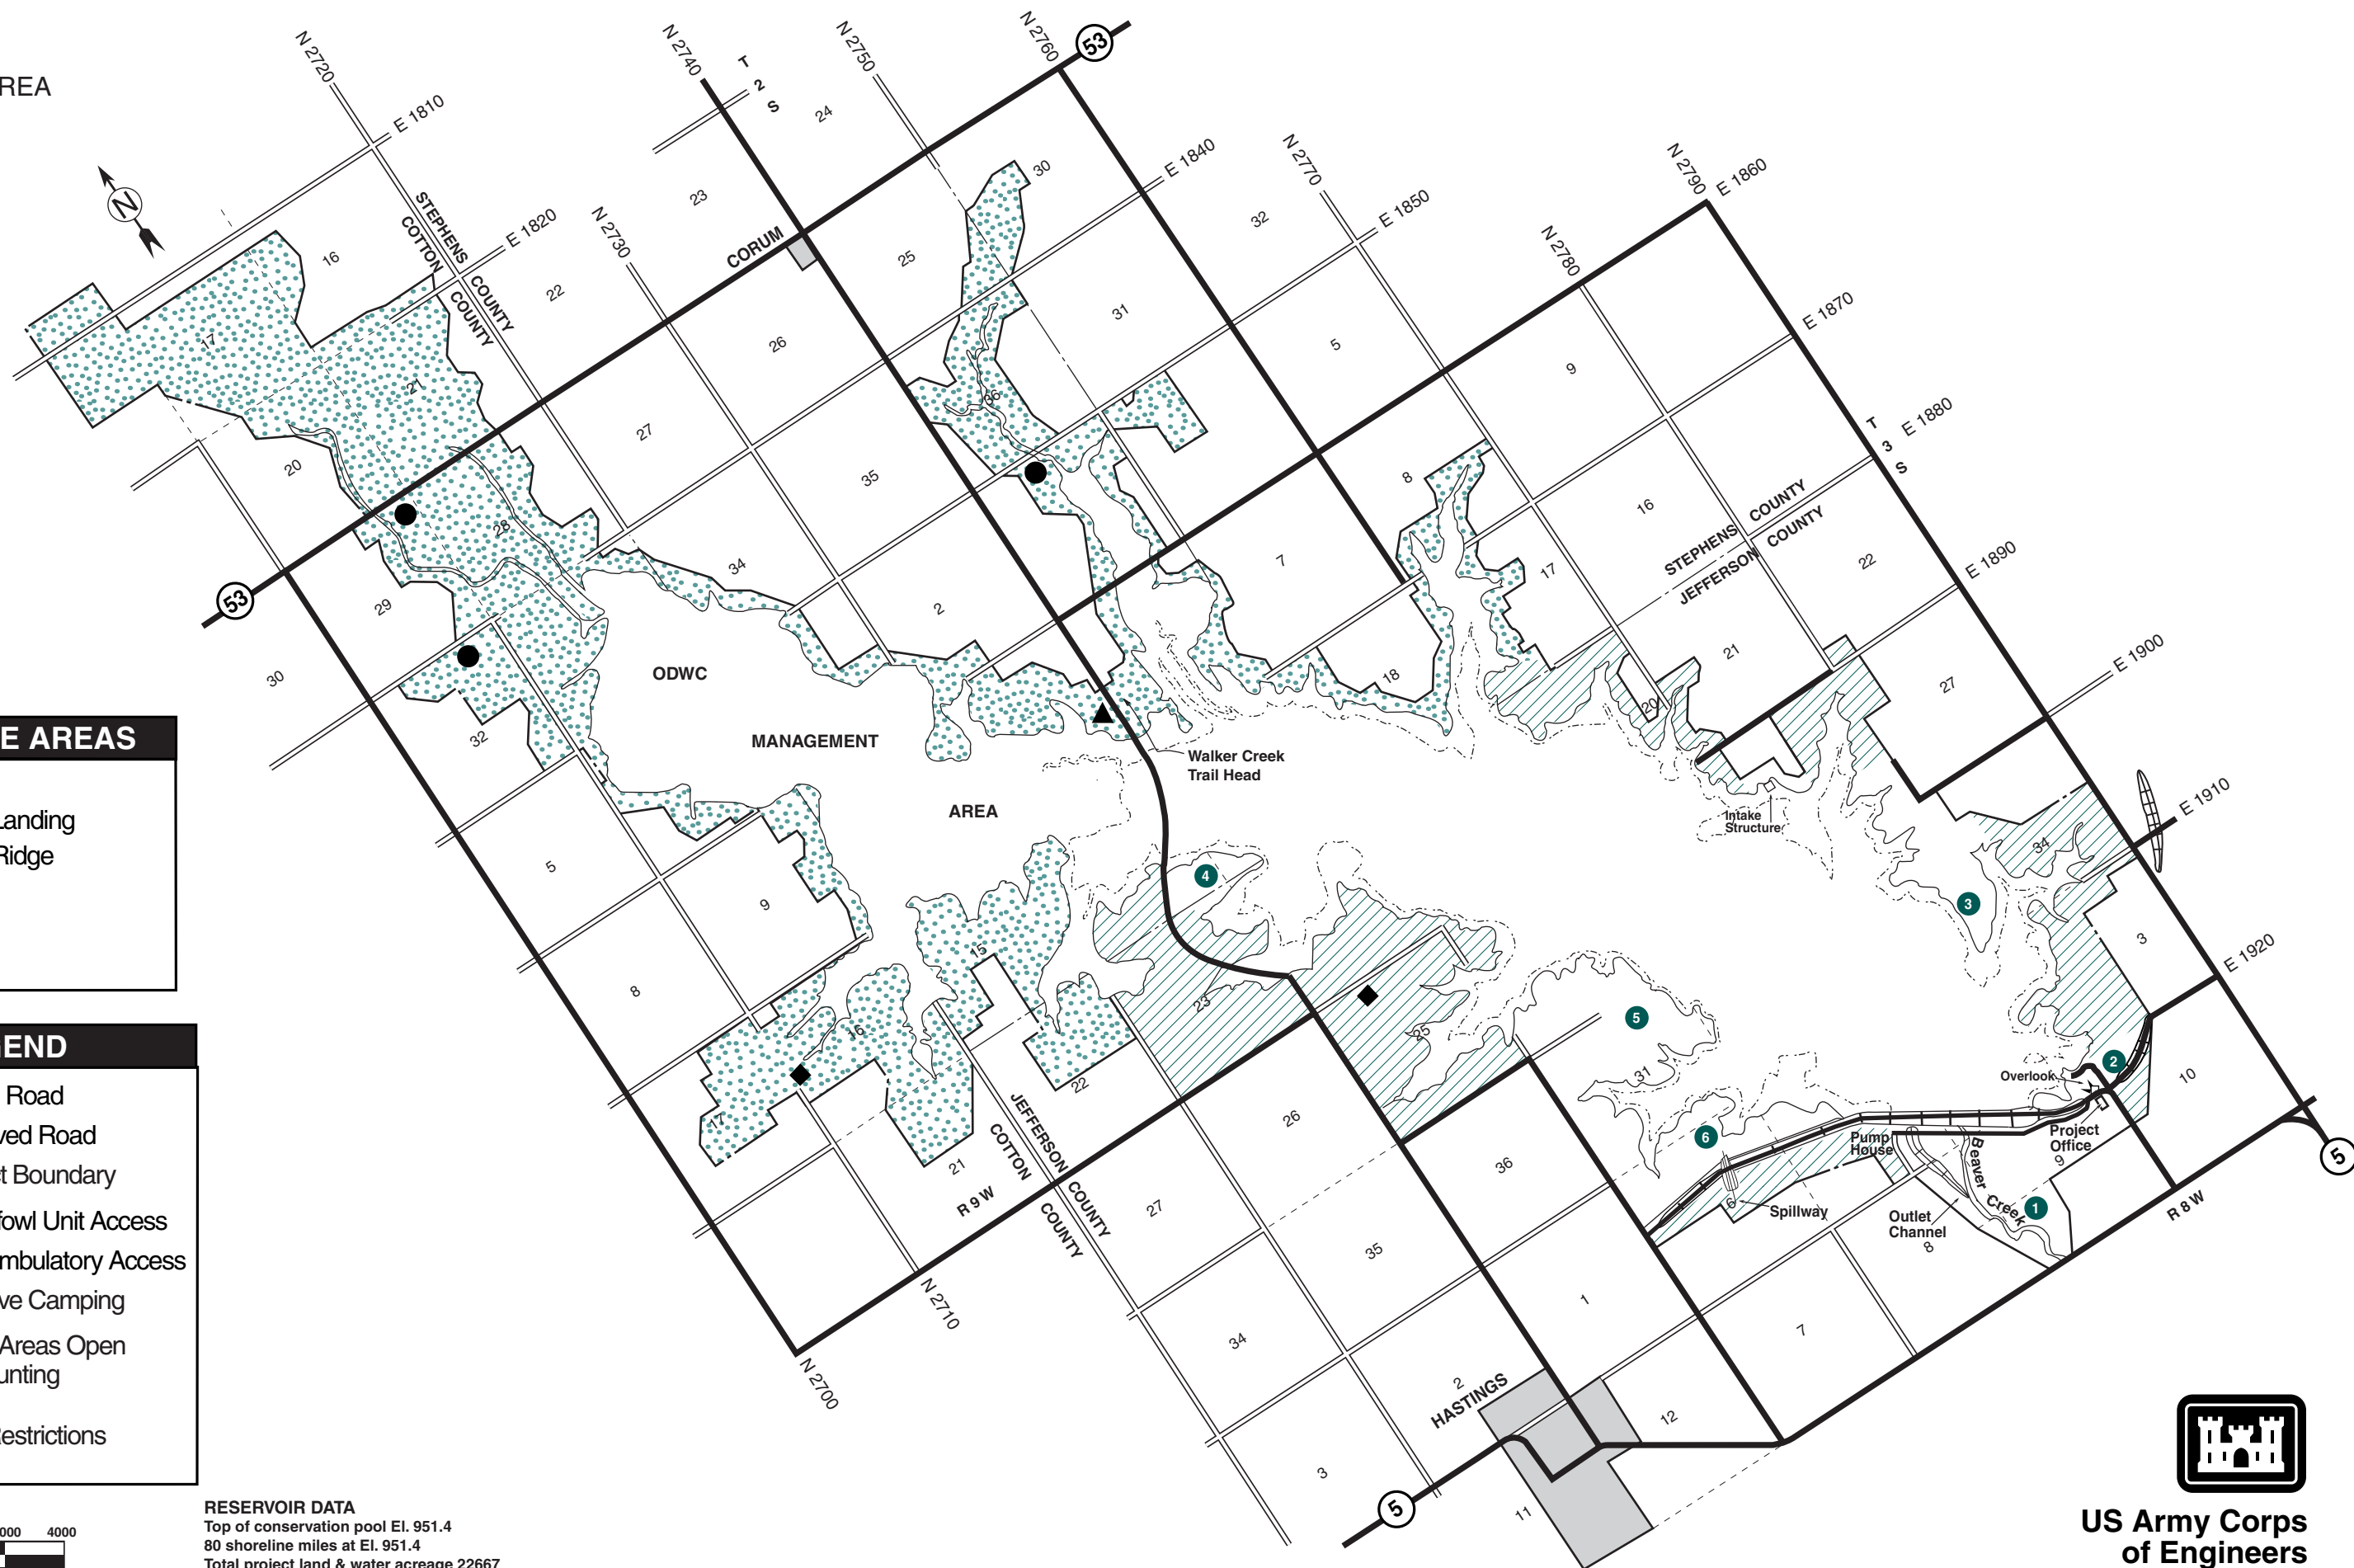 REA
N 2720
E 1810
N 2740
T
2
S
24
N 2750
N 2760
53
STEPHENS COUNTY
COTTON COUNTY
E 1820
N 2730
23
CORUM
30
E 1840
N 2770
32
E 1850
N 2780
N 2790
E 1860
N
16
17
21
22
25
26
27
31
5
9
E 1870
20
28
36
35
8
T
3
S
E 1880
16
STEPHENS COUNTY
JEFFERSON COUNTY
53
29
34
2
7
17
22
E 1890
30
32
ODWC
18
21
20
27
E 1900
MANAGEMENT
Walker Creek
Trail Head
AREA
Intake
Structure
E 1910
34
E AREAS
Landing
Ridge
5
9
4
3
3
8
15
16
17
23
25
5
E 1920
22
21
31
2
Overlook
10
6
Pump
House
Project
Office
9
Beaver
Creek
1
6
Spillway
Outlet
Channel
8
R 8 W
5
GEND
Road
ved Road
t Boundary
fowl Unit Access
mbulatory Access
ve Camping
Areas Open
unting
Restrictions
R 9 W
JEFFERSON COUNTY
COTTON COUNTY
26
36
27
35
N 2710
N 2700
34
1
7
2
HASTINGS
12
3
11
5
000 4000
RESERVOIR DATA
Top of conservation pool El. 951.4
80 shoreline miles at El. 951.4
Total project land & water acreage 22667
US Army Corps
of Engineers